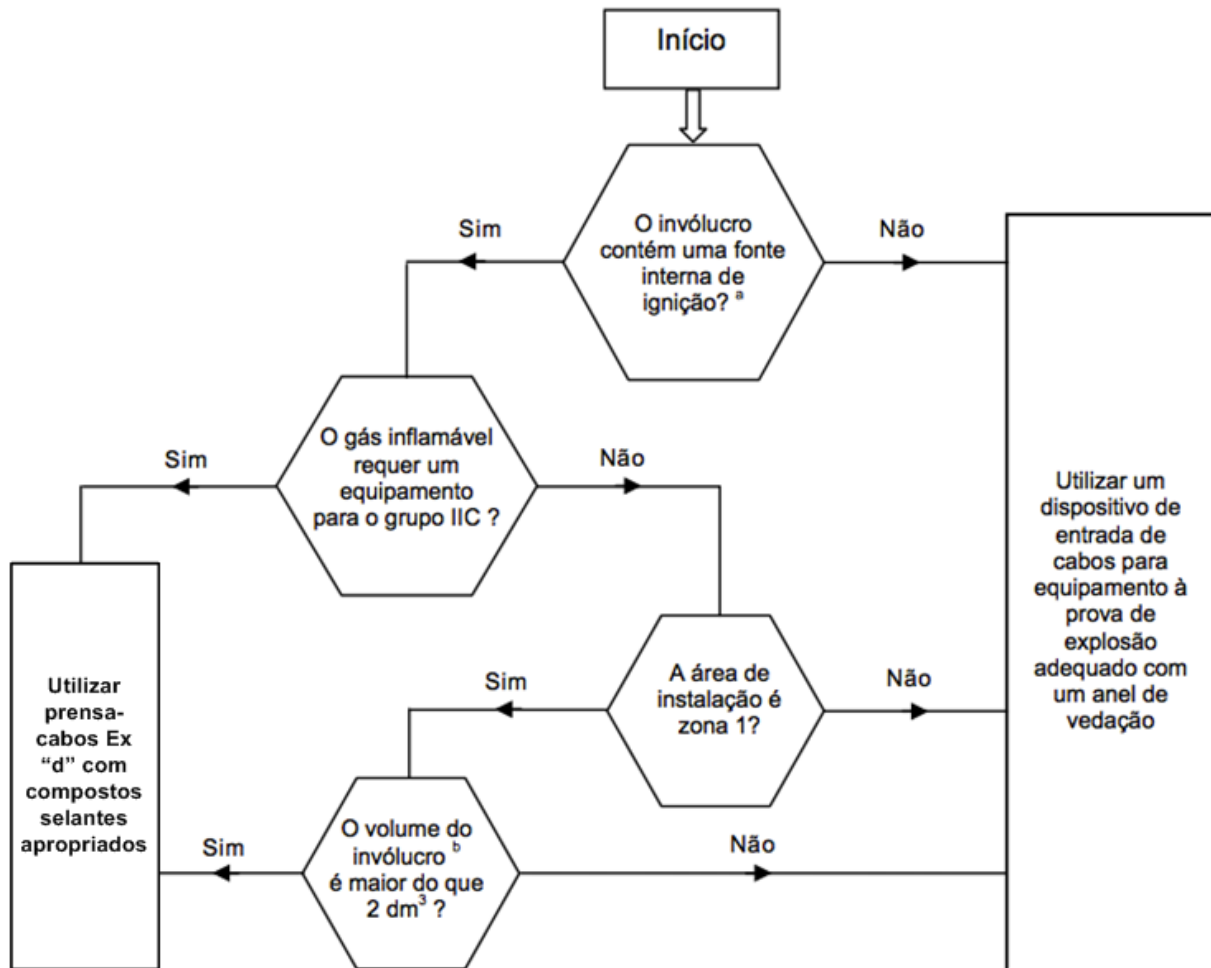 Início
O invólucro
contém uma fonte
interna de
ignição? a
Sim
Não
O gás inflamável
requer um
equipamento
para o grupo IIC ?
Sim
Não
A área de
instalação é
zona 1?
Sim
Não
O volume do
invólucro b
é maior do que
2 dm3 ?
Sim
Não
Utilizar
prensa-
cabos Ex
“d” com
compostos
selantes
apropriados
Utilizar um
dispositivo de
entrada de
cabos para
equipamento à
prova de
explosão
adequado com
um anel de
vedação